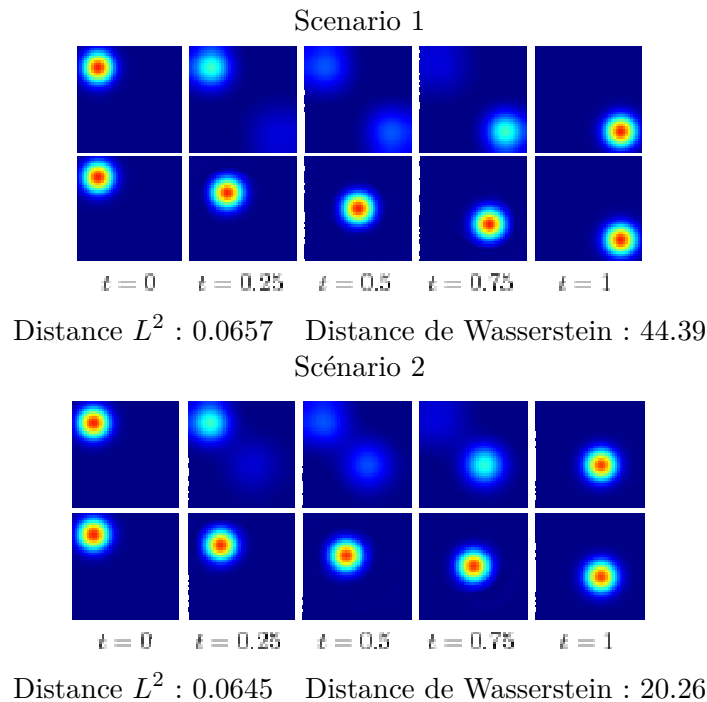 Scenario 1
t = 0 t = 0.25 t = 0.5 t = 0.75 t = 1
Distance L² : 0.0657 Distance de Wasserstein : 44.39
Scénario 2
t = 0 t = 0.25 t = 0.5 t = 0.75 t = 1
Distance L² : 0.0645 Distance de Wasserstein : 20.26